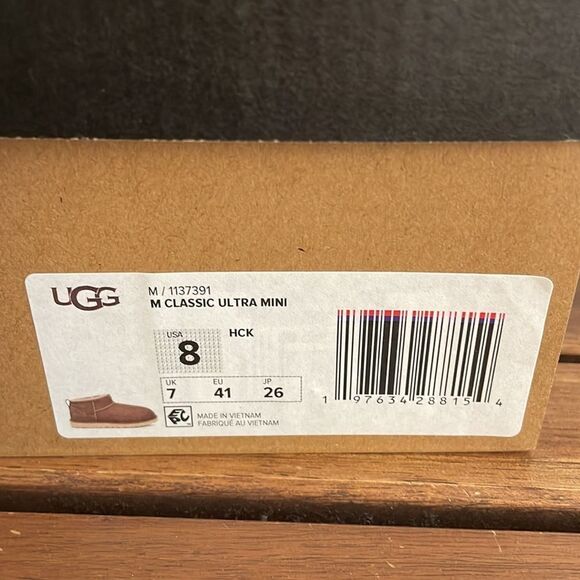 UGG
M / 1137391
M CLASSIC ULTRA MINI
USA
8
HCK
UK EU JP
7 41 26
MADE IN VIETNAM
FABRIQUÉ AU VIETNAM
1 97634 28815 4